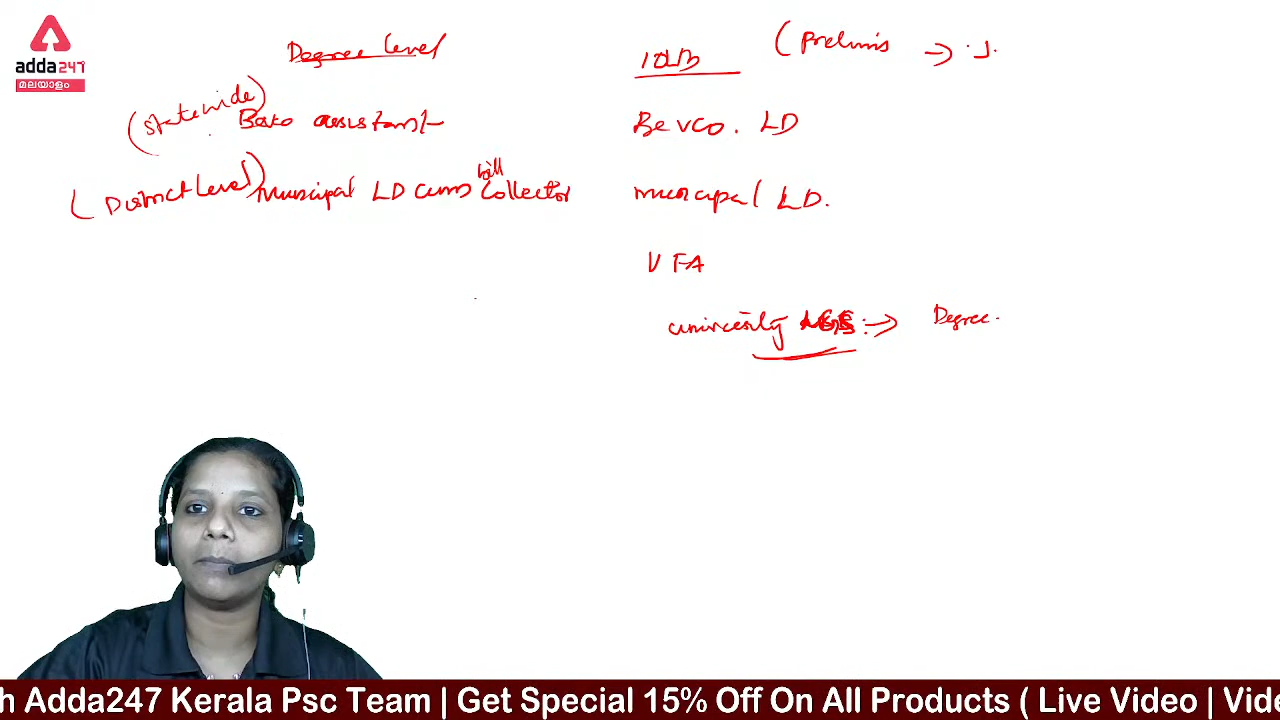 adda247
മലയാളം
Degree level
10th
(Prelims →
(Statewide) assistant
Bevco. LD
(District Level) Municipal LD cum bill Collector
municipal LD.
VFA
university LGS → Degree.
h Adda247 Kerala Psc Team | Get Special 15% Off On All Products ( Live Video | Vide